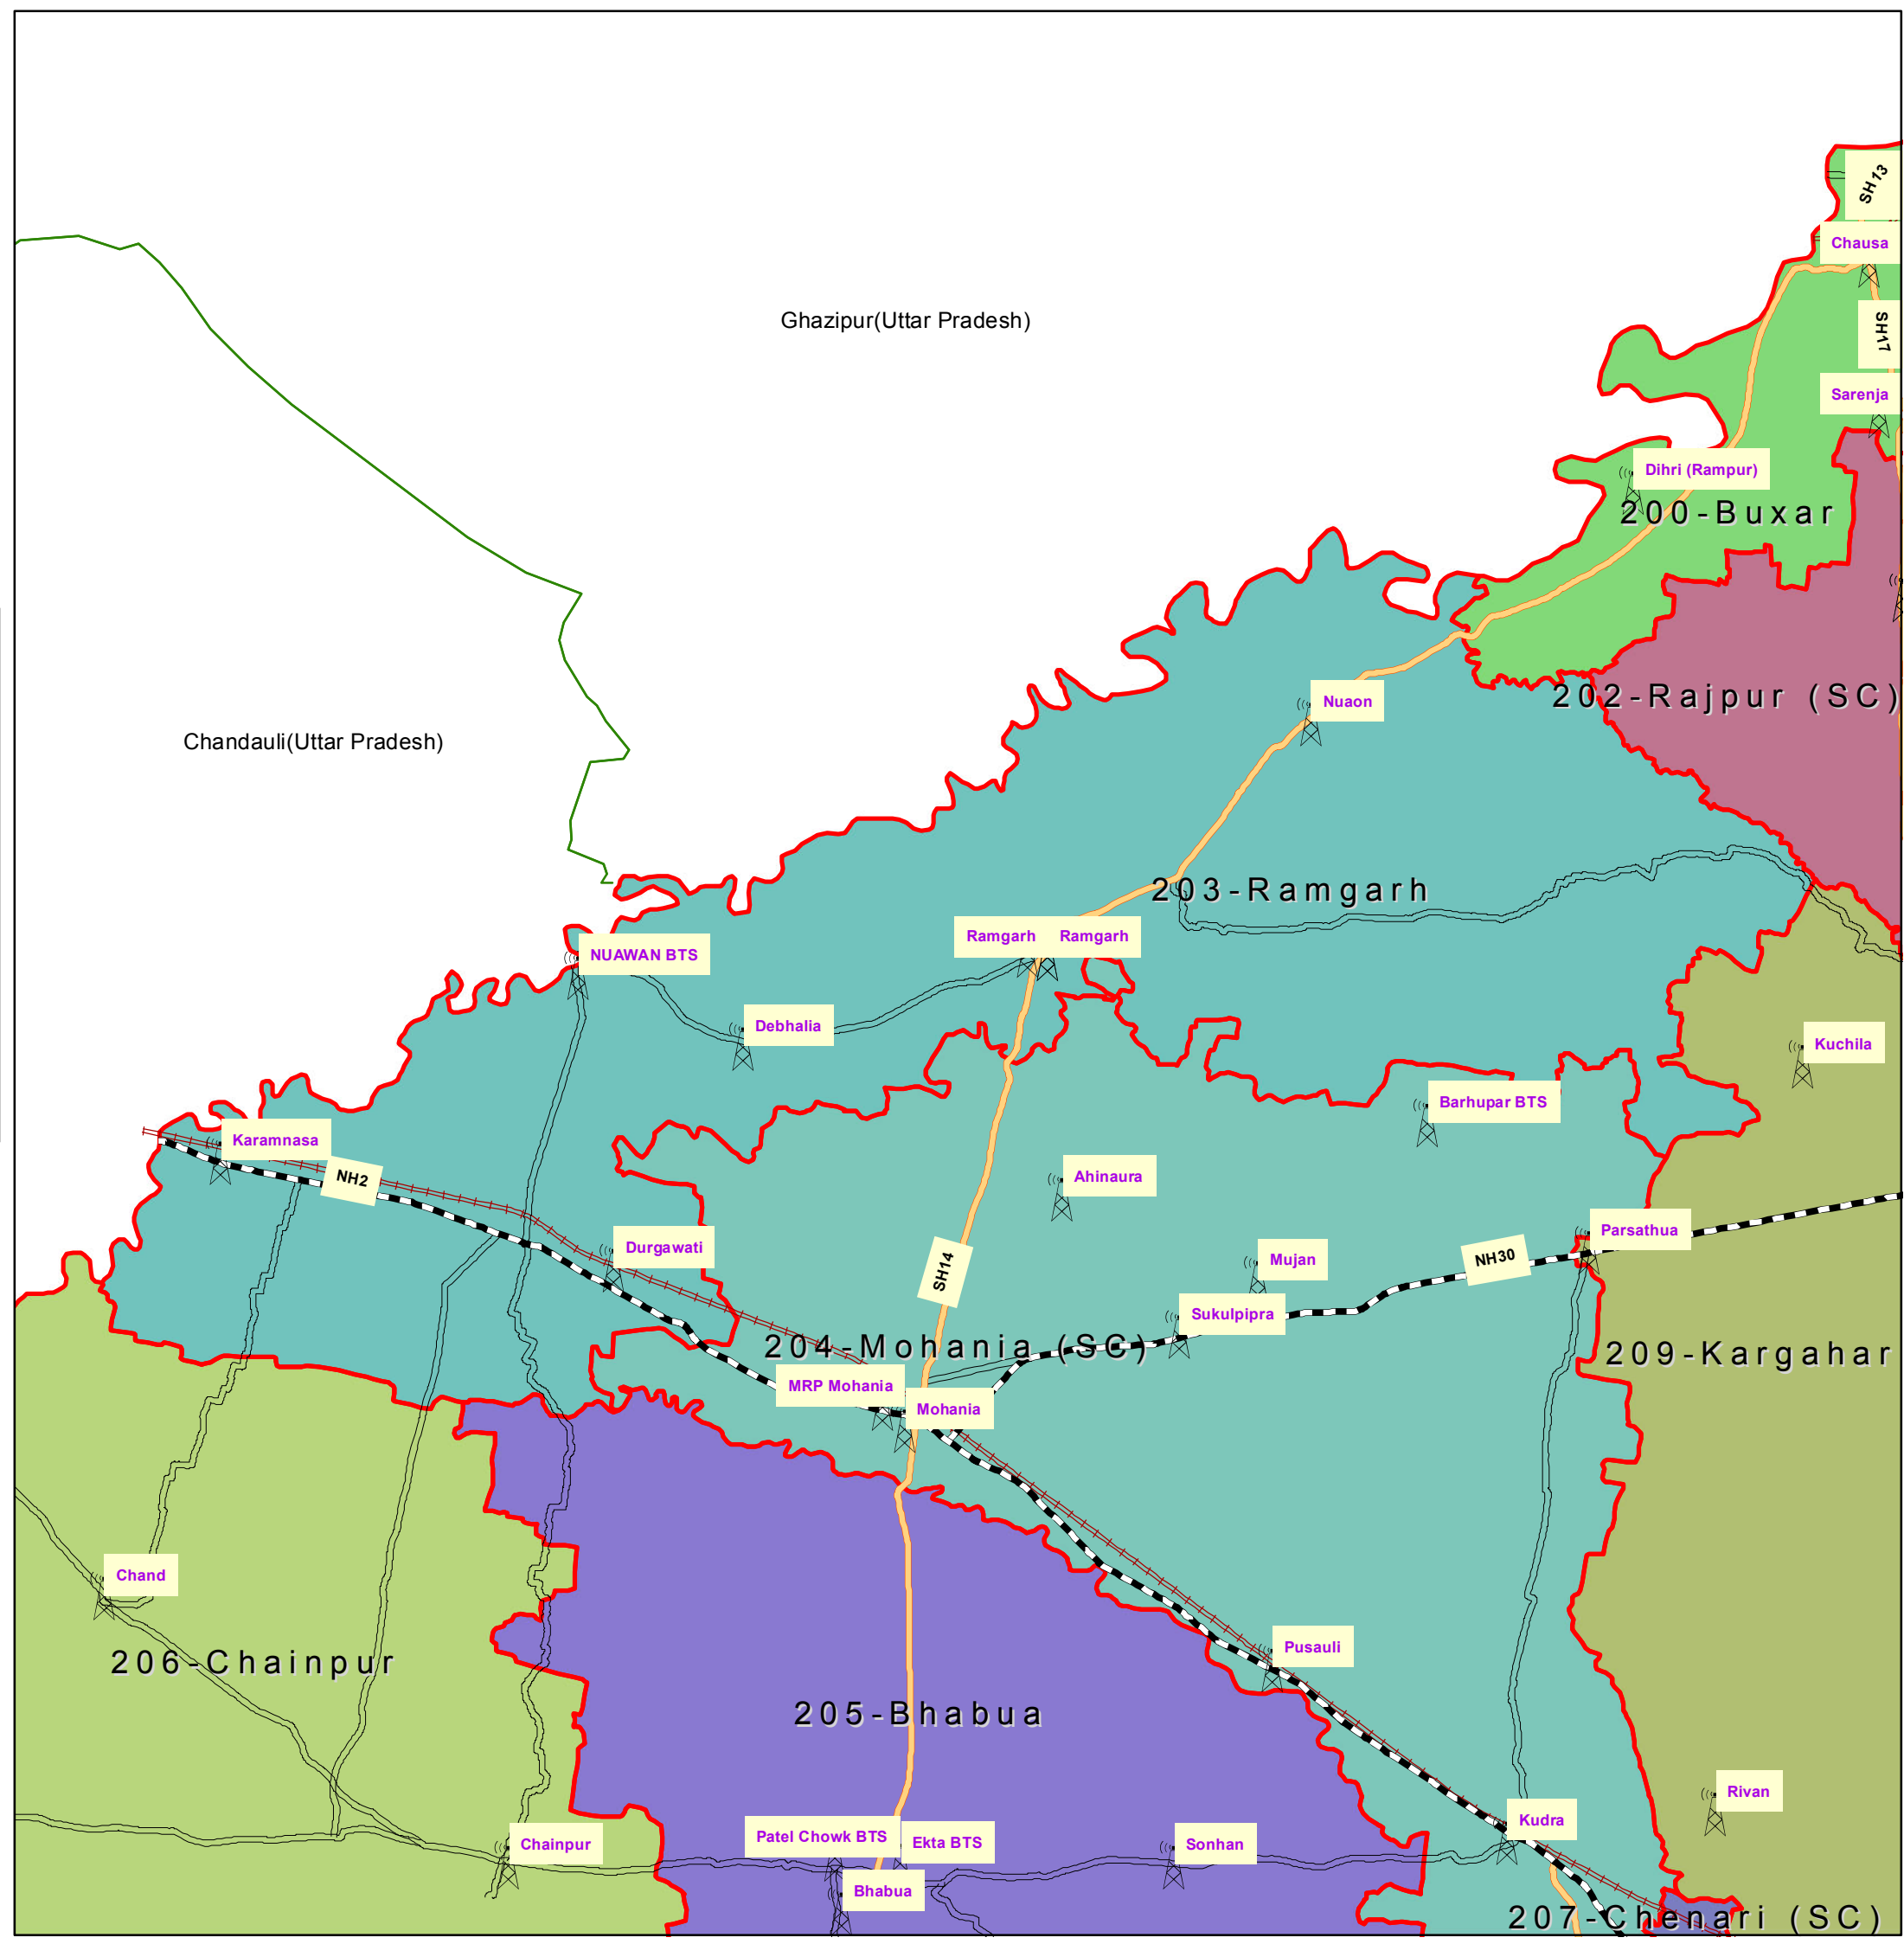 SH13
Chausa
Ghazipur(Uttar Pradesh)
SH17
Sarenja
Dihri (Rampur)
200-Buxar
202-Rajpur (SC)
Nuaon
Chandauli(Uttar Pradesh)
203-Ramgarh
Ramgarh
Ramgarh
NUAWAN BTS
Debhalia
Kuchila
Barhupar BTS
Karamnasa
NH2
Ahinaura
Durgawati
Parsathua
Mujan
NH30
SH14
Sukulpipra
204-Mohania (SC)
209-Kargahar
MRP Mohania
Mohania
Chand
206-Chainpur
Pusauli
205-Bhabua
Rivan
Kudra
Patel Chowk BTS
Ekta BTS
Chainpur
Sonhan
Bhabua
207-Chenari (SC)